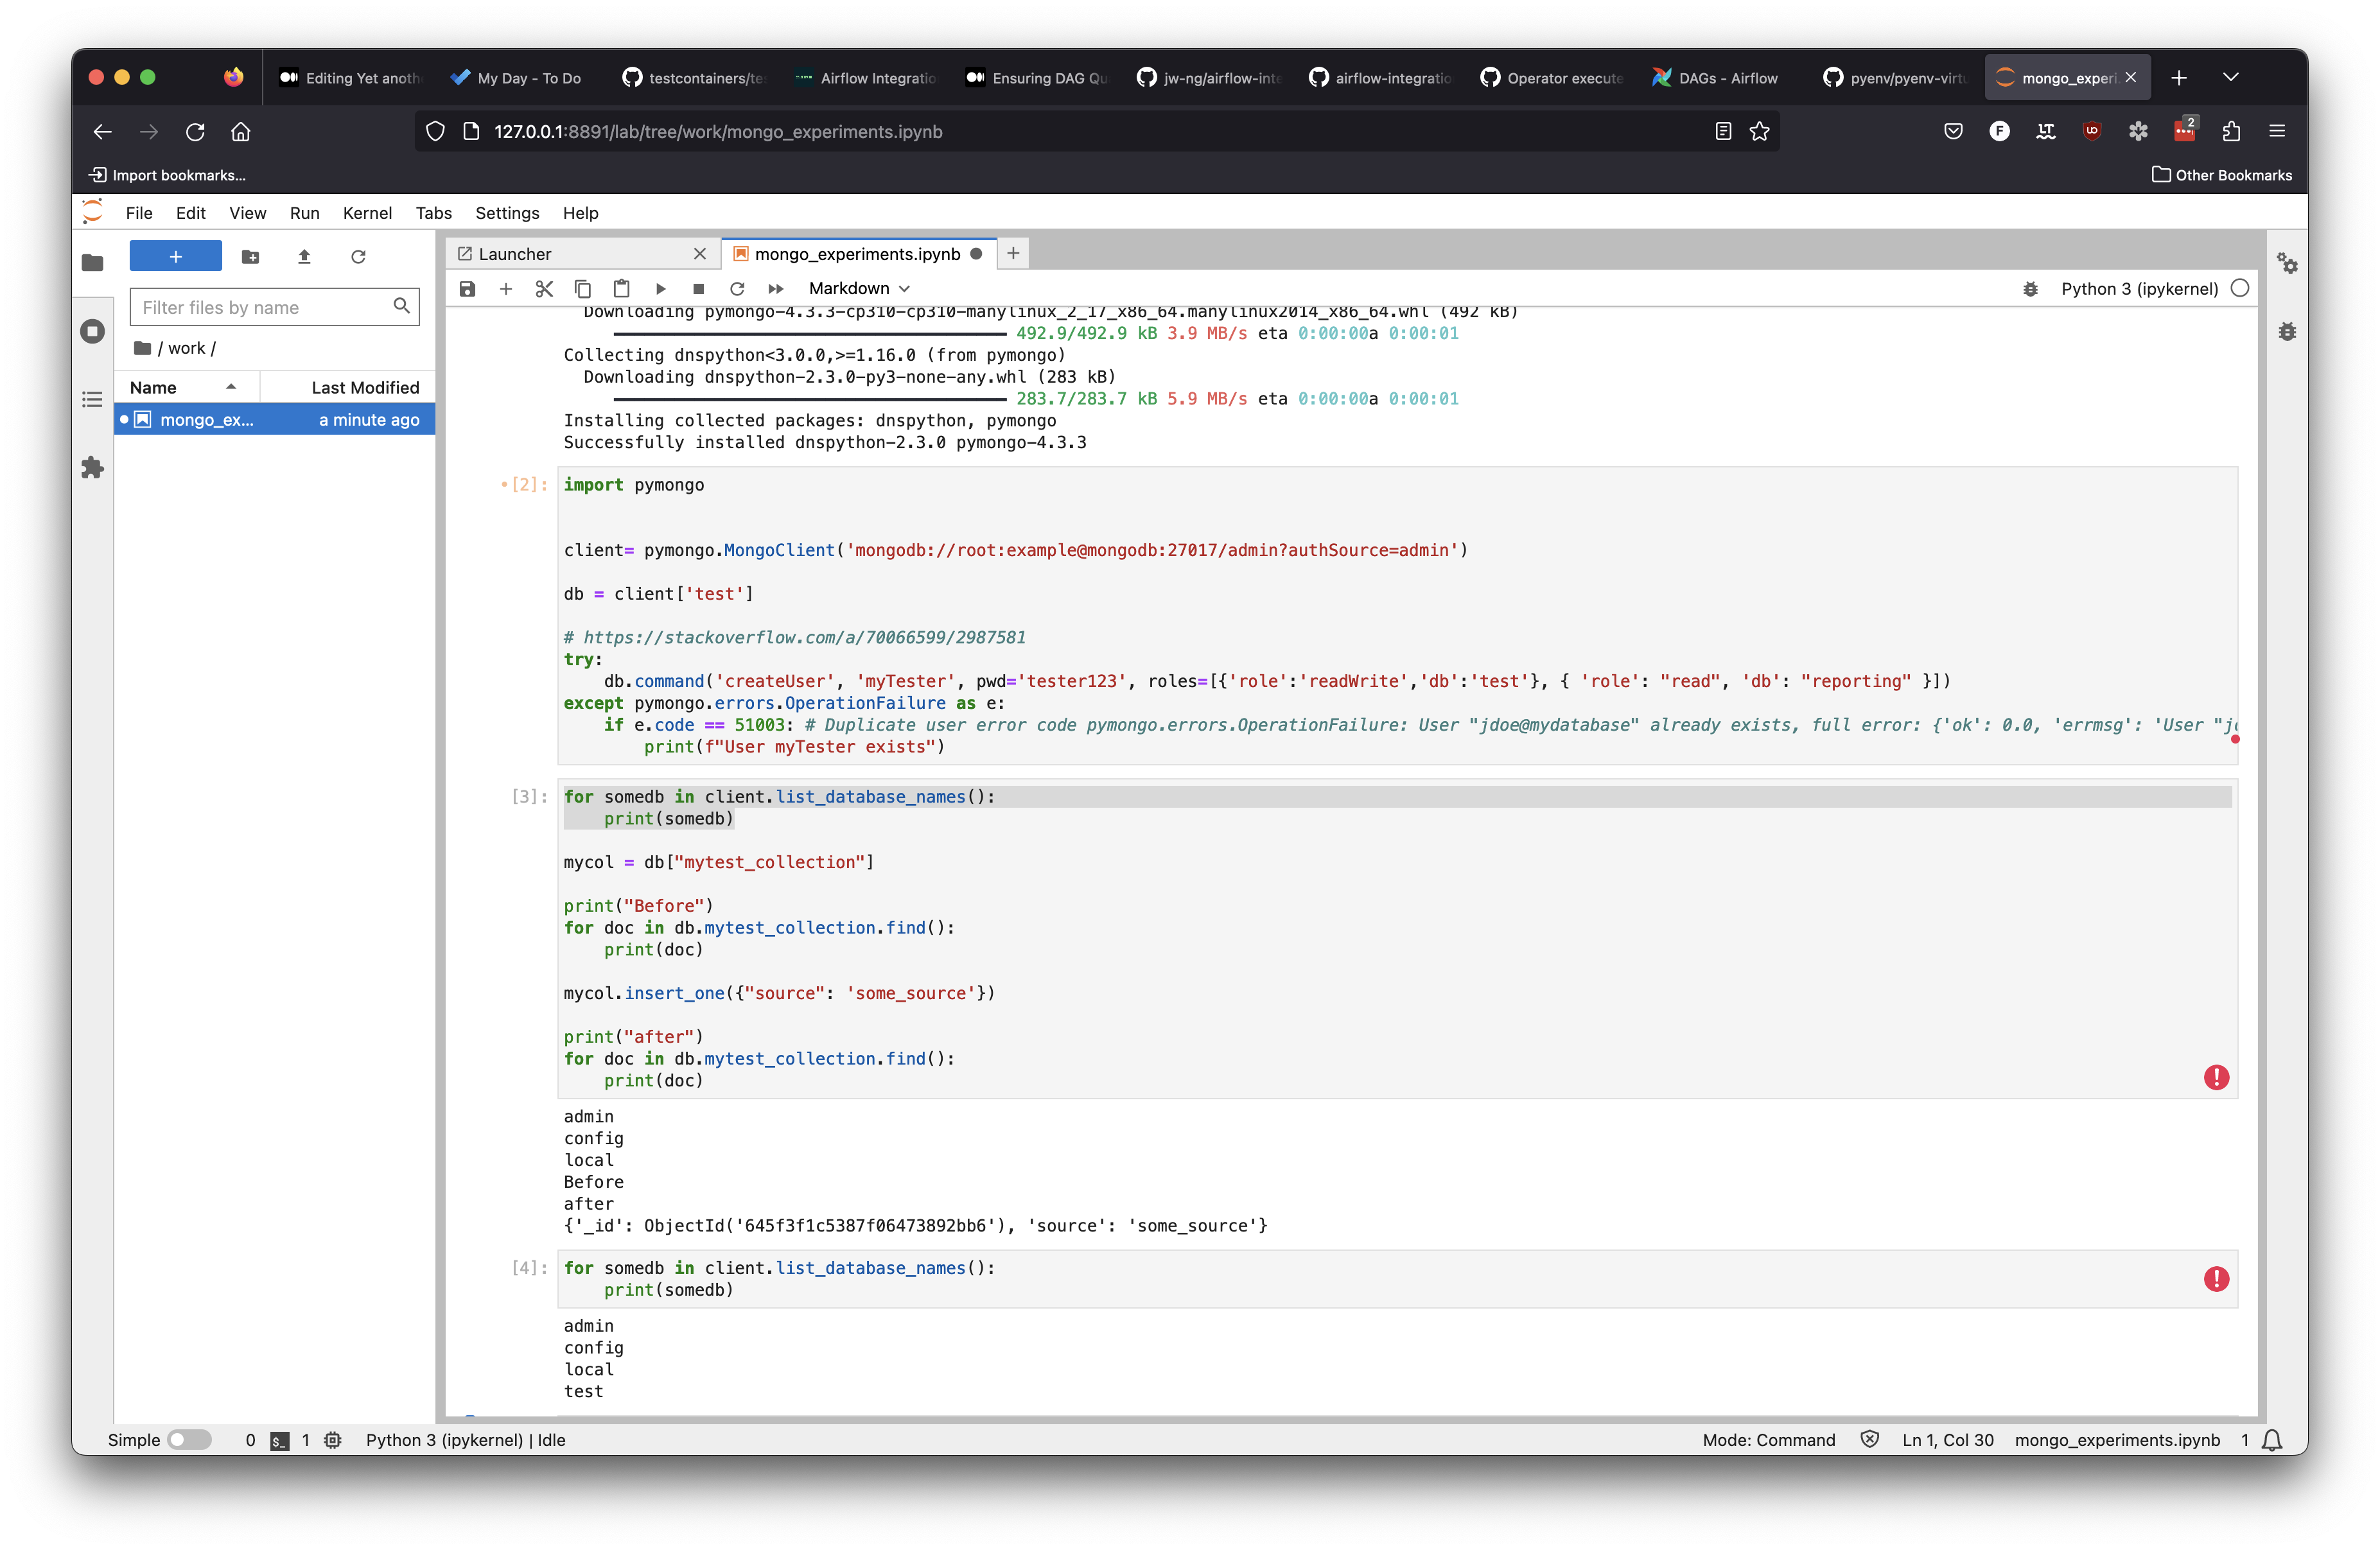 Editing Yet anoth
My Day - To Do
testcontainers/te
Airflow Integratio
Ensuring DAG Qu
jw-ng/airflow-inte
airflow-integratio
Operator execute
DAGs - Airflow
pyenv/pyenv-virtu
mongo_experi
127.0.0.1:8891/lab/tree/work/mongo_experiments.ipynb
2
Import bookmarks...
Other Bookmarks
File Edit View Run Kernel Tabs Settings Help
Launcher
mongo_experiments.ipynb
Markdown
Python 3 (ipykernel)
Filter files by name
/ work /
Name Last Modified
mongo_ex... a minute ago
Downloading pymongo-4.3.3-cp310-cp310-manylinux_2_17_x86_64.manylinux2014_x86_64.whl (492 kB)
492.9/492.9 kB 3.9 MB/s eta 0:00:00a 0:00:01
Collecting dnspython<3.0.0,>=1.16.0 (from pymongo)
Downloading dnspython-2.3.0-py3-none-any.whl (283 kB)
283.7/283.7 kB 5.9 MB/s eta 0:00:00a 0:00:01
Installing collected packages: dnspython, pymongo
Successfully installed dnspython-2.3.0 pymongo-4.3.3
[2]: import pymongo
client= pymongo.MongoClient('mongodb://root:example@mongodb:27017/admin?authSource=admin')
db = client['test']
# https://stackoverflow.com/a/70066599/2987581
try:
    db.command('createUser', 'myTester', pwd='tester123', roles=[{'role':'readWrite','db':'test'}, { 'role': "read", 'db': "reporting" }])
except pymongo.errors.OperationFailure as e:
    if e.code == 51003: # Duplicate user error code pymongo.errors.OperationFailure: User "jdoe@mydatabase" already exists, full error: {'ok': 0.0, 'errmsg': 'User "jd
        print(f"User myTester exists")
[3]: for somedb in client.list_database_names():
    print(somedb)
mycol = db["mytest_collection"]
print("Before")
for doc in db.mytest_collection.find():
    print(doc)
mycol.insert_one({"source": 'some_source'})
print("after")
for doc in db.mytest_collection.find():
    print(doc)
admin
config
local
Before
after
{'_id': ObjectId('645f3f1c5387f06473892bb6'), 'source': 'some_source'}
[4]: for somedb in client.list_database_names():
    print(somedb)
admin
config
local
test
Simple 0 $_ 1 Python 3 (ipykernel) | Idle
Mode: Command Ln 1, Col 30 mongo_experiments.ipynb 1